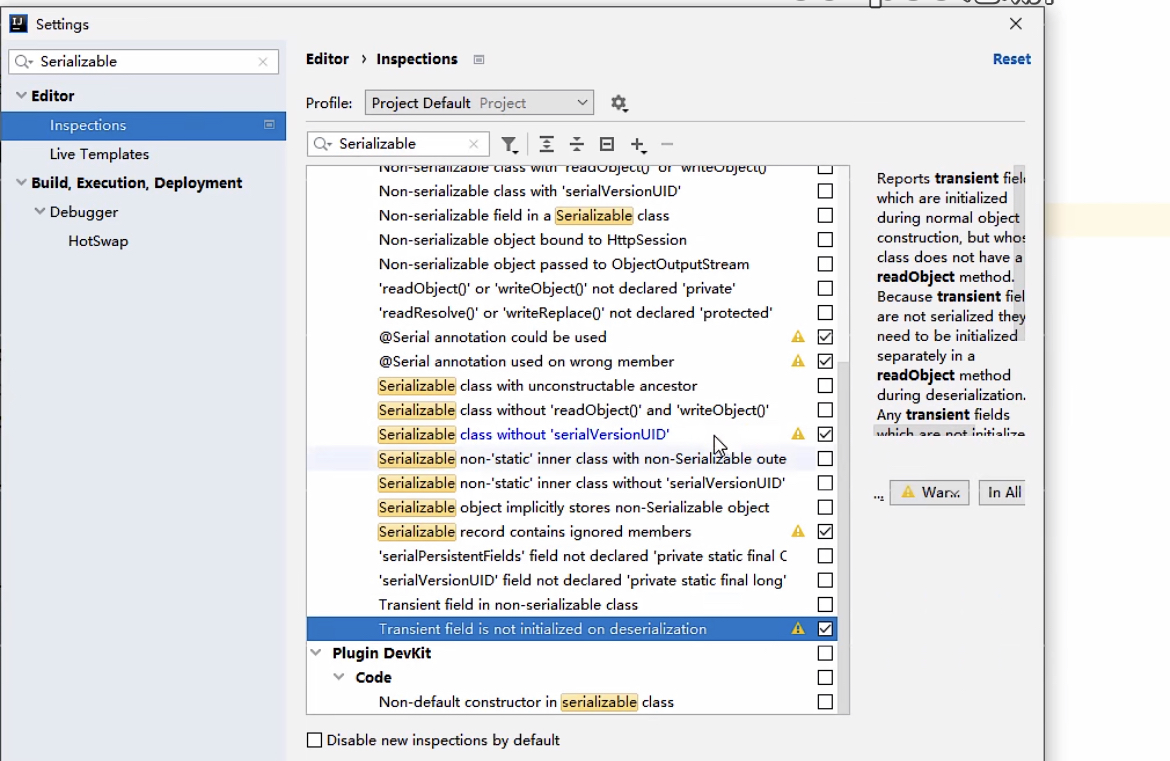 Settings
Serializable
Editor
Inspections
Live Templates
Build, Execution, Deployment
Debugger
HotSwap
Editor › Inspections
Reset
Profile: Project Default Project
Serializable
Non-serializable class with 'readObject()' or 'writeObject()'
Non-serializable class with 'serialVersionUID'
Non-serializable field in a Serializable class
Non-serializable object bound to HttpSession
Non-serializable object passed to ObjectOutputStream
'readObject()' or 'writeObject()' not declared 'private'
'readResolve()' or 'writeReplace()' not declared 'protected'
@Serial annotation could be used
@Serial annotation used on wrong member
Serializable class with unconstructable ancestor
Serializable class without 'readObject()' and 'writeObject()'
Serializable class without 'serialVersionUID'
Serializable non-'static' inner class with non-Serializable oute
Serializable non-'static' inner class without 'serialVersionUID'
Serializable object implicitly stores non-Serializable object
Serializable record contains ignored members
'serialPersistentFields' field not declared 'private static final C
'serialVersionUID' field not declared 'private static final long'
Transient field in non-serializable class
Transient field is not initialized on deserialization
Plugin DevKit
Code
Non-default constructor in serializable class
Disable new inspections by default
Reports transient field
which are initialized
during normal object
construction, but whos
class does not have a
readObject method.
Because transient fiel
are not serialized they
need to be initialized
separately in a
readObject method
during deserialization.
Any transient fields
which are not initialize
... Warn In All